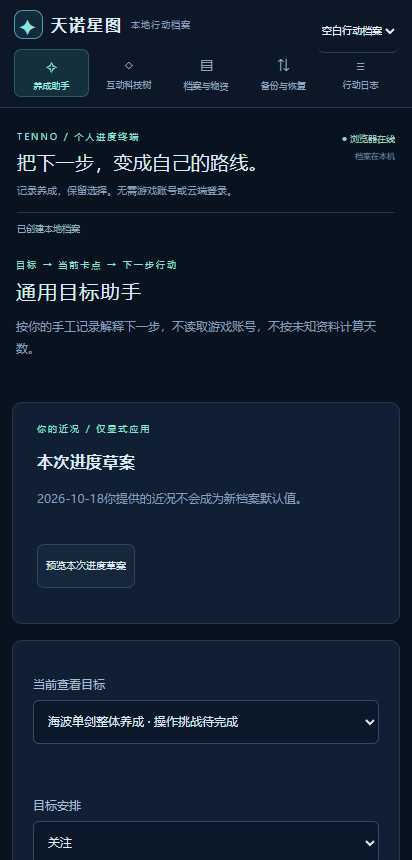 天诺星图 本地行动档案
空白行动档案
养成助手 互动科技树 档案与物资 备份与恢复 行动日志
TENNO / 个人进度终端
浏览器在线
把下一步，变成自己的路线。
档案在本机
记录养成，保留选择。无需游戏账号或云端登录。
已创建本地档案
目标 → 当前卡点 → 下一步行动
通用目标助手
按你的手工记录解释下一步，不读取游戏账号，不按未知资料计算天
数。
你的近况 / 仅显式应用
本次进度草案
2026-10-18你提供的近况不会成为新档案默认值。
预览本次进度草案
当前查看目标
海波单剑整体养成 · 操作挑战待完成
目标安排
关注